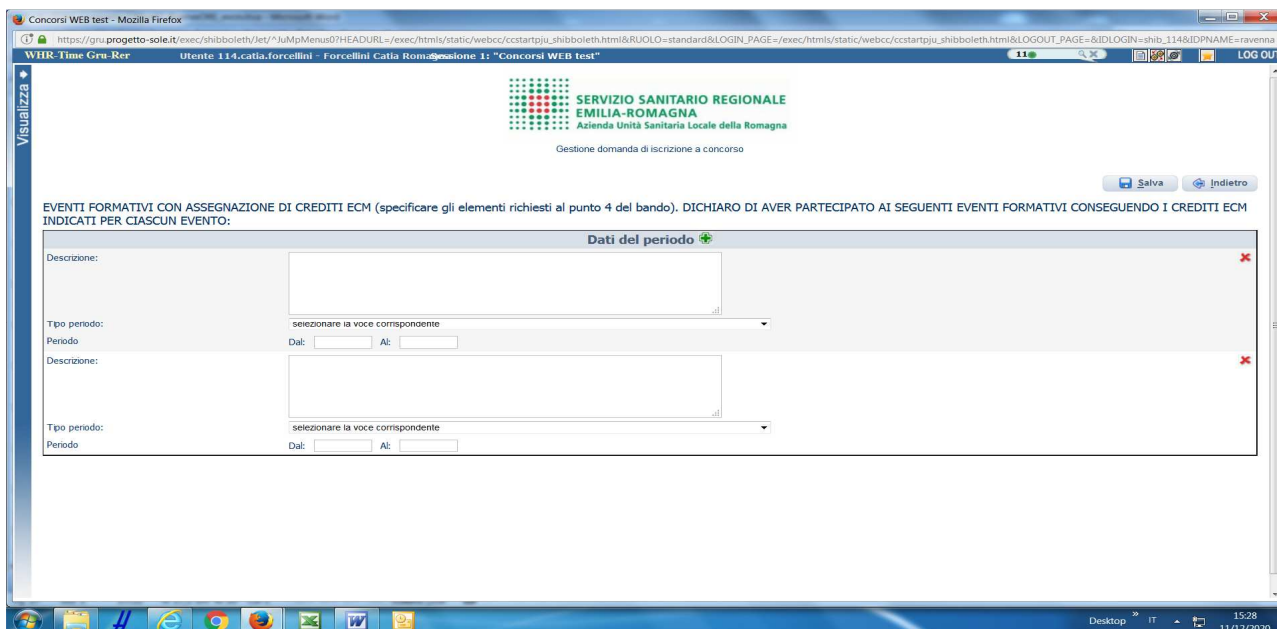 Concorsi WEB test - Mozilla Firefox
https://gru.progetto-sole.it/exec/shibboleth/Jet/^JuMpMenus0?HEADURL=/exec/htmls/static/webcc/ccstartpju_shibboleth.html&RUOLO=standard&LOGIN_PAGE=/exec/htmls/static/webcc/ccstartpju_shibboleth.html&LOGOUT_PAGE=&IDLOGIN=shib_114&IDPNAME=ravenna
WHR-Time Gru-Rer Utente 114.catia.forcellini - Forcellini Catia Sessione 1: "Concorsi WEB test" 11 LOG OU
Visualizza
SERVIZIO SANITARIO REGIONALE
EMILIA-ROMAGNA
Azienda Unità Sanitaria Locale della Romagna
Gestione domanda di iscrizione a concorso
Salva Indietro
EVENTI FORMATIVI CON ASSEGNAZIONE DI CREDITI ECM (specificare gli elementi richiesti al punto 4 del bando). DICHIARO DI AVER PARTECIPATO AI SEGUENTI EVENTI FORMATIVI CONSEGUENDO I CREDITI ECM
INDICATI PER CIASCUN EVENTO:
Dati del periodo
Descrizione:
Tipo periodo: selezionare la voce corrispondente
Periodo Dal: Al:
Descrizione:
Tipo periodo: selezionare la voce corrispondente
Periodo Dal: Al:
Desktop » IT 15:28
11/12/2020